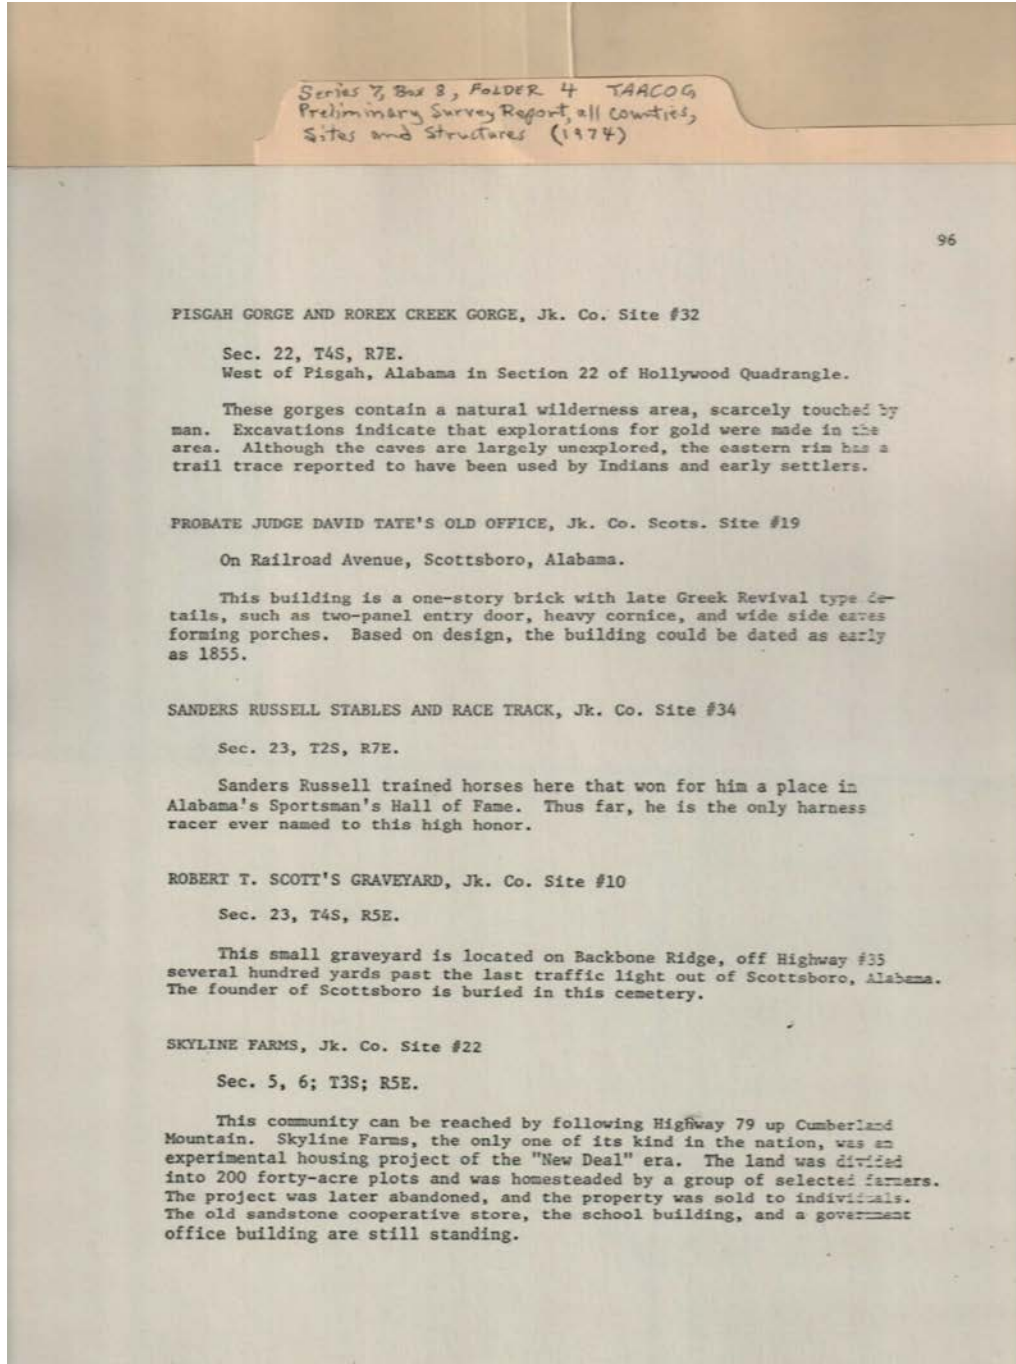 Series 7, Box 8, FOLDER 4 TAACOG
Preliminary Survey Report, all counties,
Sites and Structures (1974)
96
PISGAH GORGE AND ROREX CREEK GORGE, Jk. Co. Site #32
Sec. 22, T4S, R7E.
West of Pisgah, Alabama in Section 22 of Hollywood Quadrangle.
These gorges contain a natural wilderness area, scarcely touched by
man. Excavations indicate that explorations for gold were made in the
area. Although the caves are largely unexplored, the eastern rim has a
trail trace reported to have been used by Indians and early settlers.
PROBATE JUDGE DAVID TATE'S OLD OFFICE, Jk. Co. Scots. Site #19
On Railroad Avenue, Scottsboro, Alabama.
This building is a one-story brick with late Greek Revival type de-
tails, such as two-panel entry door, heavy cornice, and wide side eaves
forming porches. Based on design, the building could be dated as early
as 1855.
SANDERS RUSSELL STABLES AND RACE TRACK, Jk. Co. Site #34
Sec. 23, T2S, R7E.
Sanders Russell trained horses here that won for him a place in
Alabama's Sportsman's Hall of Fame. Thus far, he is the only harness
racer ever named to this high honor.
ROBERT T. SCOTT'S GRAVEYARD, Jk. Co. Site #10
Sec. 23, T4S, R5E.
This small graveyard is located on Backbone Ridge, off Highway #35
several hundred yards past the last traffic light out of Scottsboro, Alabama.
The founder of Scottsboro is buried in this cemetery.
SKYLINE FARMS, Jk. Co. Site #22
Sec. 5, 6; T3S; R5E.
This community can be reached by following Highway 79 up Cumberland
Mountain. Skyline Farms, the only one of its kind in the nation, was an
experimental housing project of the "New Deal" era. The land was divided
into 200 forty-acre plots and was homesteaded by a group of selected farmers.
The project was later abandoned, and the property was sold to individuals.
The old sandstone cooperative store, the school building, and a government
office building are still standing.